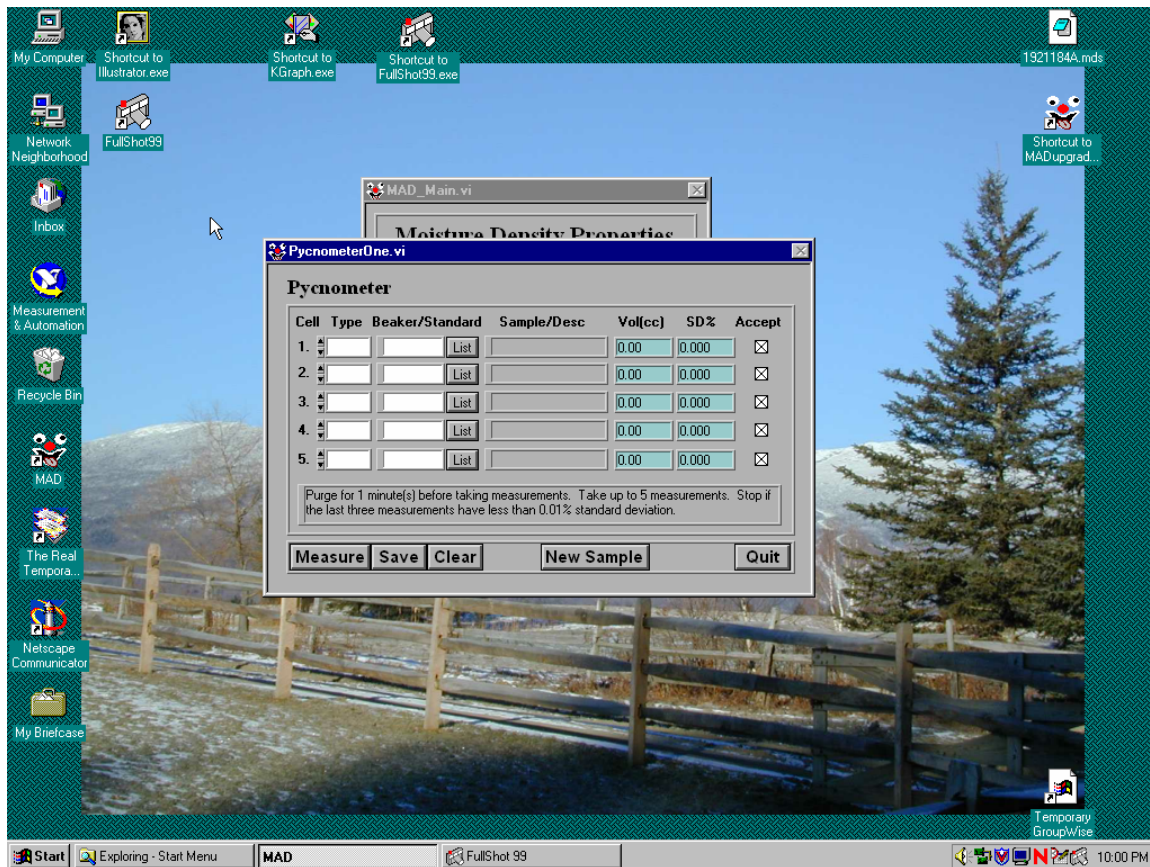 My Computer
Shortcut to
Illustrator.exe
Shortcut to
KGraph.exe
Shortcut to
FullShot99.exe
1921184A.mds
Network
Neighborhood
FullShot99
Shortcut to
MADupgrad...
Inbox
Measurement
& Automation
Recycle Bin
MAD
The Real
Tempora...
Netscape
Communicator
My Briefcase
MAD_Main.vi
Moisture Density Properties
PycnometerOne.vi
Pycnometer
Cell Type Beaker/Standard Sample/Desc Vol(cc) SD% Accept
1. List 0.00 0.000
2. List 0.00 0.000
3. List 0.00 0.000
4. List 0.00 0.000
5. List 0.00 0.000
Purge for 1 minute(s) before taking measurements. Take up to 5 measurements. Stop if
the last three measurements have less than 0.01% standard deviation.
Measure Save Clear New Sample Quit
Temporary
GroupWise
Start Exploring - Start Menu MAD FullShot 99 10:00 PM